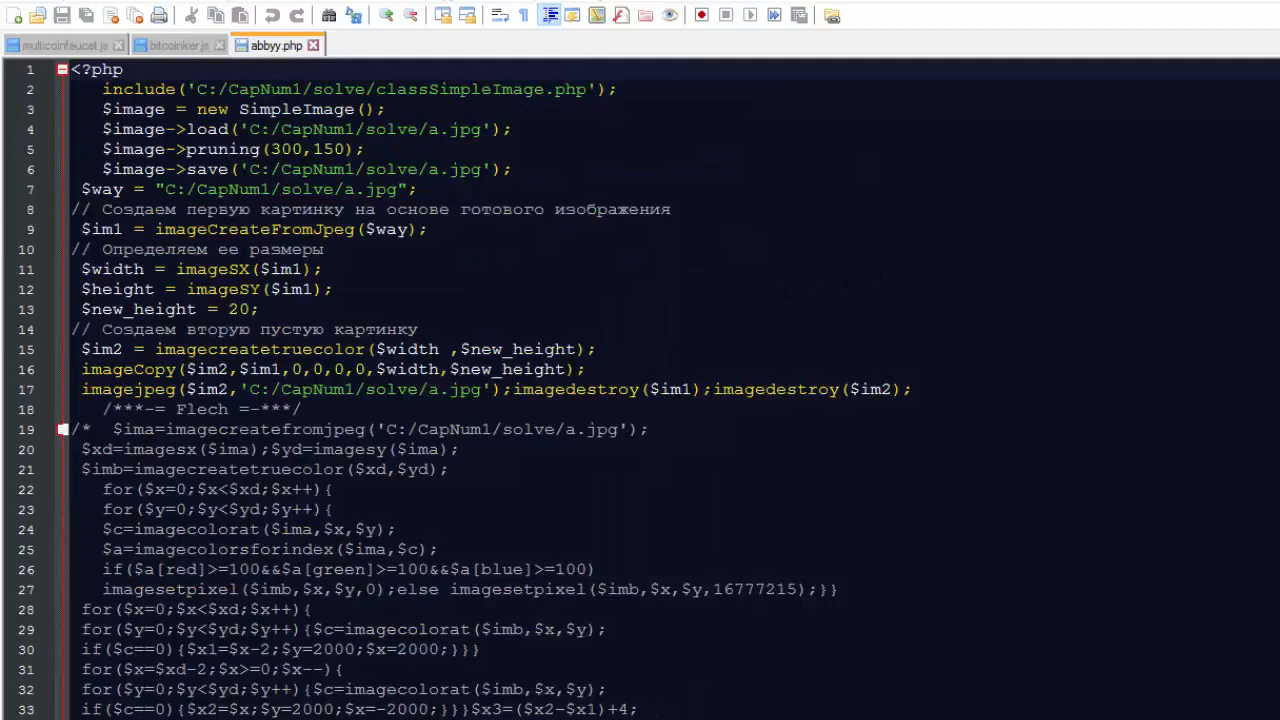 multicoinfaucet.js bitcoinker.js abbyy.php
1 <?php
2 include('C:/CapNum1/solve/classSimpleImage.php');
3 $image = new SimpleImage();
4 $image->load('C:/CapNum1/solve/a.jpg');
5 $image->pruning(300,150);
6 $image->save('C:/CapNum1/solve/a.jpg');
7 $way = "C:/CapNum1/solve/a.jpg";
8 // Создаем первую картинку на основе готового изображения
9 $im1 = imageCreateFromJpeg($way);
10 // Определяем ее размеры
11 $width = imageSX($im1);
12 $height = imageSY($im1);
13 $new_height = 20;
14 // Создаем вторую пустую картинку
15 $im2 = imagecreatetruecolor($width ,$new_height);
16 imageCopy($im2,$im1,0,0,0,0,$width,$new_height);
17 imagejpeg($im2,'C:/CapNum1/solve/a.jpg');imagedestroy($im1);imagedestroy($im2);
18 /***-= Flech =-***/
19 /* $ima=imagecreatefromjpeg('C:/CapNum1/solve/a.jpg');
20 $xd=imagesx($ima);$yd=imagesy($ima);
21 $imb=imagecreatetruecolor($xd,$yd);
22 for($x=0;$x<$xd;$x++){
23 for($y=0;$y<$yd;$y++){
24 $c=imagecolorat($ima,$x,$y);
25 $a=imagecolorsforindex($ima,$c);
26 if($a[red]>=100&&$a[green]>=100&&$a[blue]>=100)
27 imagesetpixel($imb,$x,$y,0);else imagesetpixel($imb,$x,$y,16777215);}}
28 for($x=0;$x<$xd;$x++){
29 for($y=0;$y<$yd;$y++){$c=imagecolorat($imb,$x,$y);
30 if($c==0){$x1=$x-2;$y=2000;$x=2000;}}}
31 for($x=$xd-2;$x>=0;$x--){
32 for($y=0;$y<$yd;$y++){$c=imagecolorat($imb,$x,$y);
33 if($c==0){$x2=$x;$y=2000;$x=-2000;}}}$x3=($x2-$x1)+4;